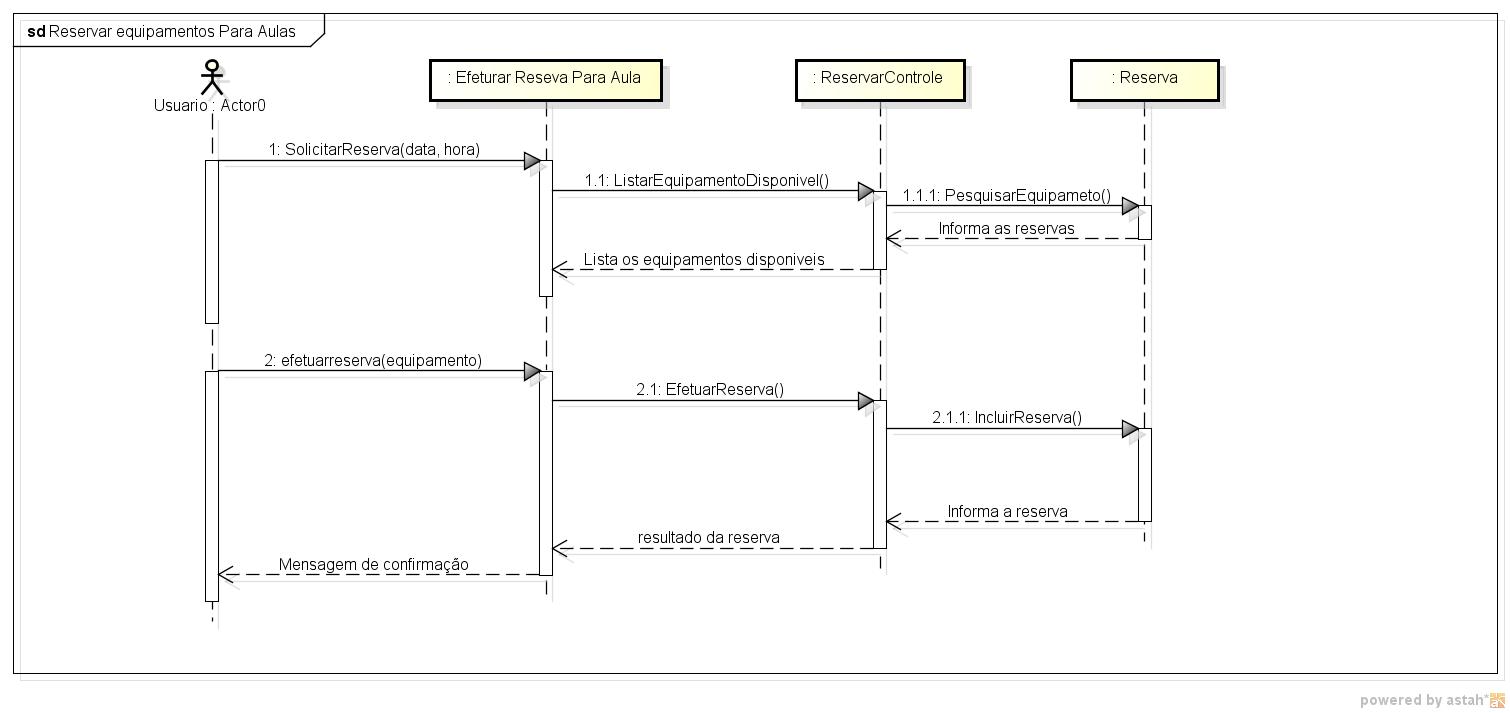 sd Reservar equipamentos Para Aulas
Usuario : Actor0
: Efeturar Reseva Para Aula
: ReservarControle
: Reserva
1: SolicitarReserva(data, hora)
1.1: ListarEquipamentoDisponivel()
1.1.1: PesquisarEquipameto()
Informa as reservas
Lista os equipamentos disponiveis
2: efetuarreserva(equipamento)
2.1: EfetuarReserva()
2.1.1: IncluirReserva()
Informa a reserva
resultado da reserva
Mensagem de confirmação
powered by astah*